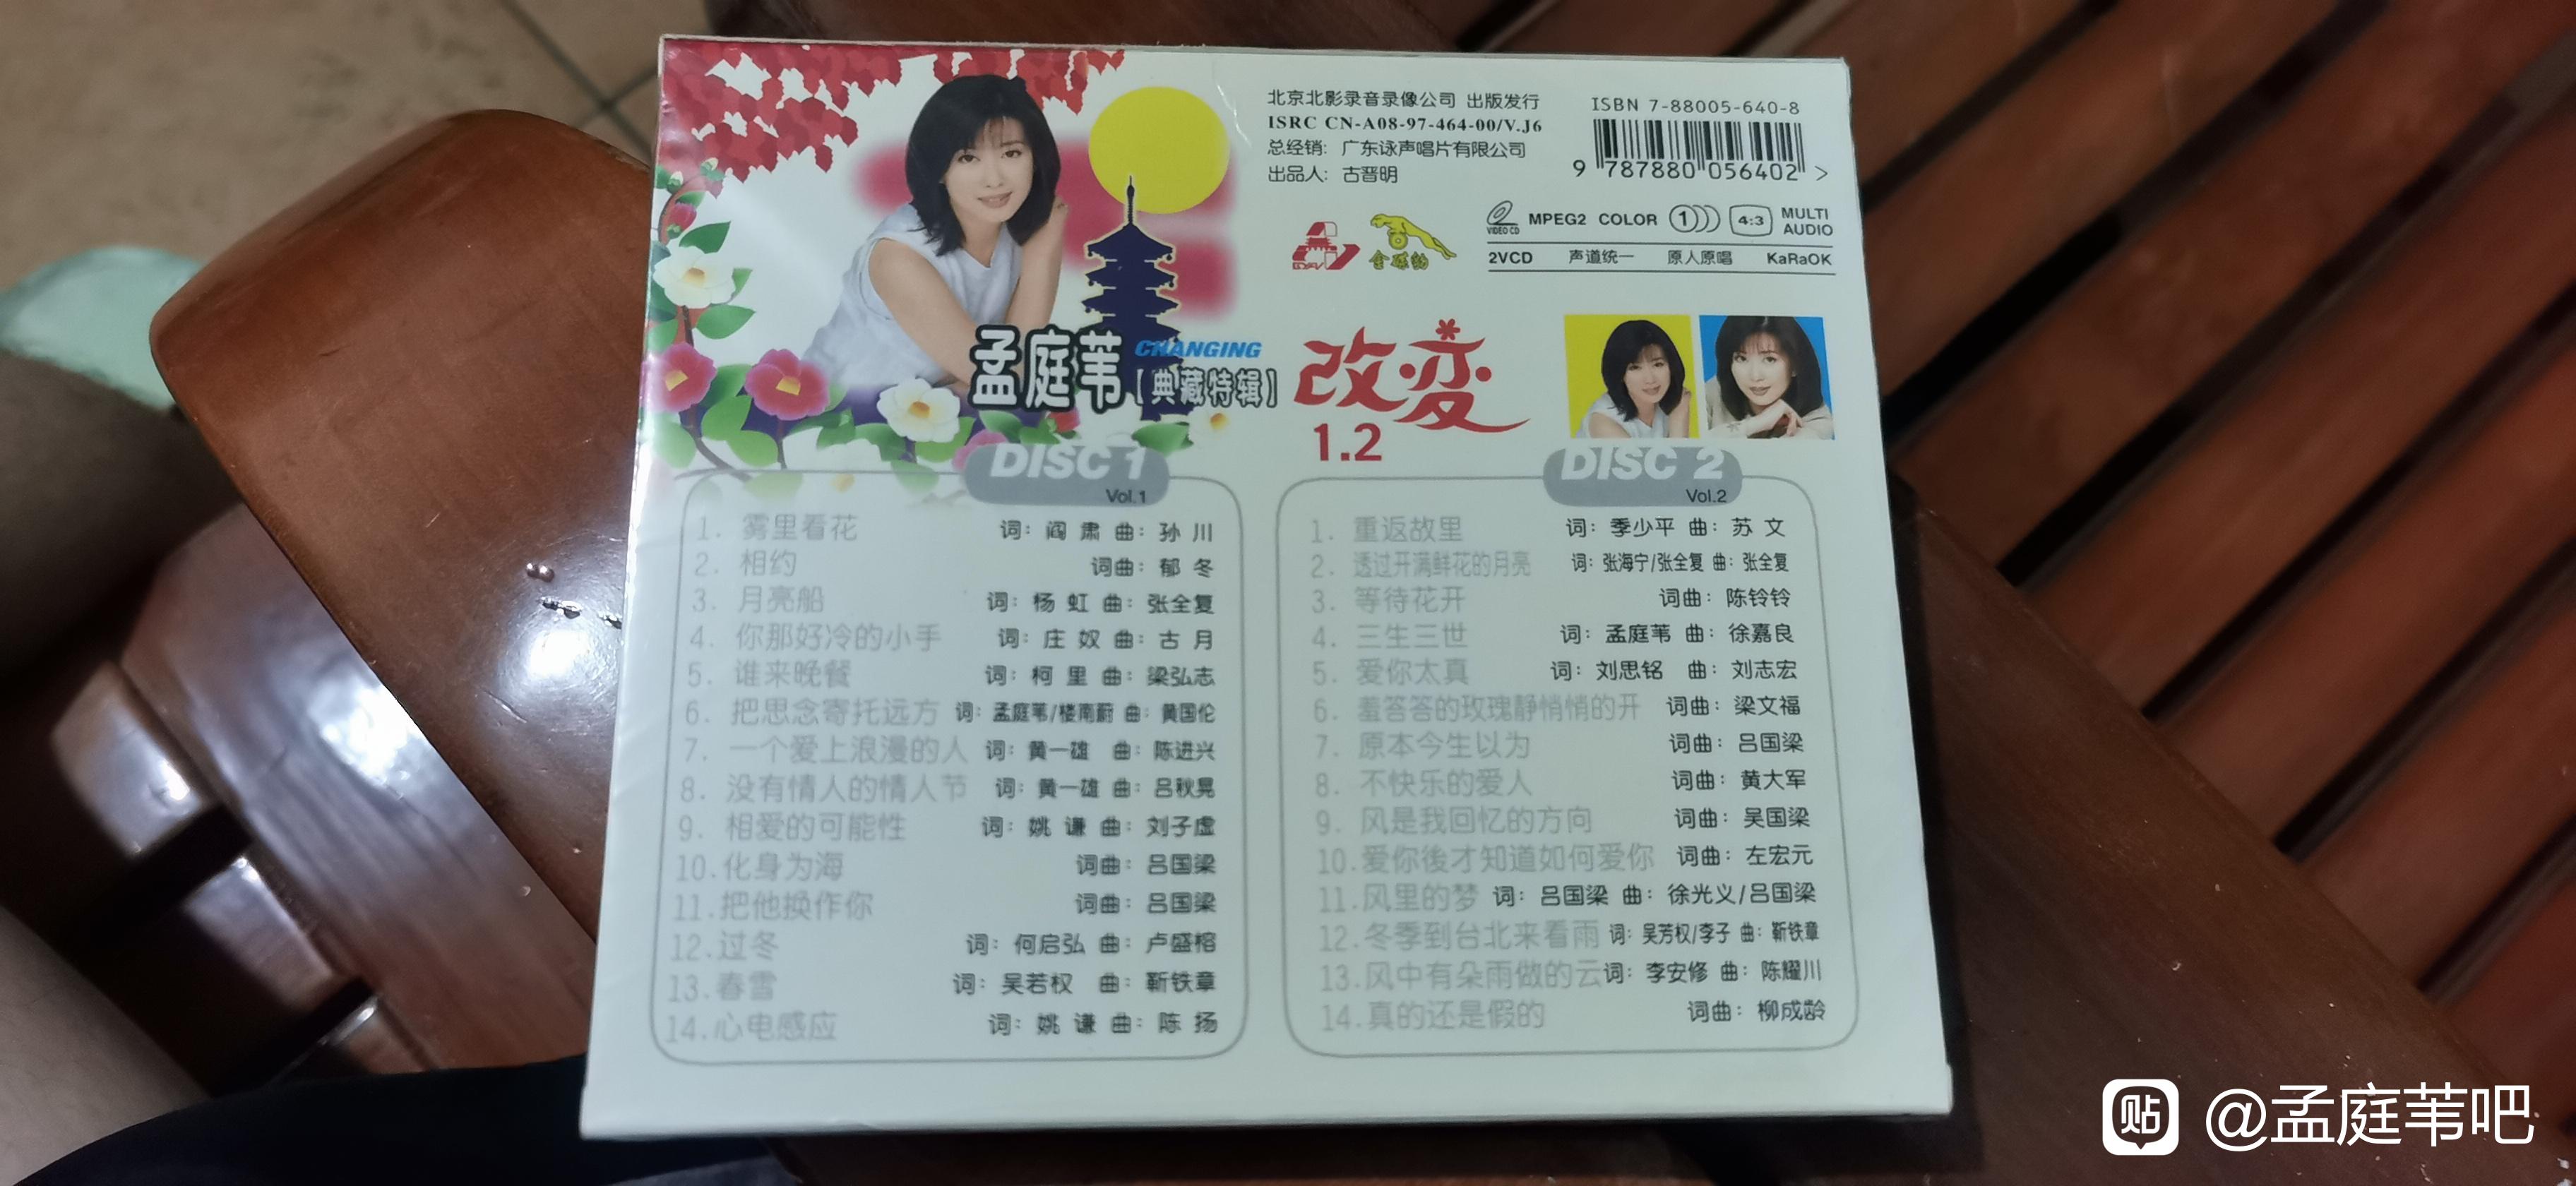 北京北影录音录像公司 出版发行
ISRC CN-A08-97-464-00/V.J6
总经销: 广东泳声唱片有限公司
出品人: 古晋明
ISBN 7-88005-640-8
9 787880 056402 >
VIDEO CD MPEG2 COLOR 1 4:3 MULTI AUDIO
2VCD 声道统一 原人原唱 KaRaOK
金碟豹
孟庭苇 CHANGING
【典藏特辑】
改变
1.2
DISC 1
Vol.1
1. 雾里看花 词: 阎肃 曲: 孙川
2. 相约 词曲: 郁冬
3. 月亮船 词: 杨虹 曲: 张全复
4. 你那好冷的小手 词: 庄奴 曲: 古月
5. 谁来晚餐 词: 柯里 曲: 梁弘志
6. 把思念寄托远方 词: 孟庭苇/楼南蔚 曲: 黄国伦
7. 一个爱上浪漫的人 词: 黄一雄 曲: 陈进兴
8. 没有情人的情人节 词: 黄一雄 曲: 吕秋晃
9. 相爱的可能性 词: 姚谦 曲: 刘子虚
10. 化身为海 词曲: 吕国梁
11. 把他换作你 词曲: 吕国梁
12. 过冬 词: 何启弘 曲: 卢盛榕
13. 春雪 词: 吴若权 曲: 靳铁章
14. 心电感应 词: 姚谦 曲: 陈扬
DISC 2
Vol.2
1. 重返故里 词: 季少平 曲: 苏文
2. 透过开满鲜花的月亮 词: 张海宁/张全复 曲: 张全复
3. 等待花开 词曲: 陈铃铃
4. 三生三世 词: 孟庭苇 曲: 徐嘉良
5. 爱你太真 词: 刘思铭 曲: 刘志宏
6. 羞答答的玫瑰静悄悄的开 词曲: 梁文福
7. 原本今生以为 词曲: 吕国梁
8. 不快乐的爱人 词曲: 黄大军
9. 风是我回忆的方向 词曲: 吴国梁
10. 爱你後才知道如何爱你 词曲: 左宏元
11. 风里的梦 词: 吕国梁 曲: 徐光义/吕国梁
12. 冬季到台北来看雨 词: 吴芳权/李子 曲: 靳铁章
13. 风中有朵雨做的云 词: 李安修 曲: 陈耀川
14. 真的还是假的 词曲: 柳成龄
贴 @孟庭苇吧